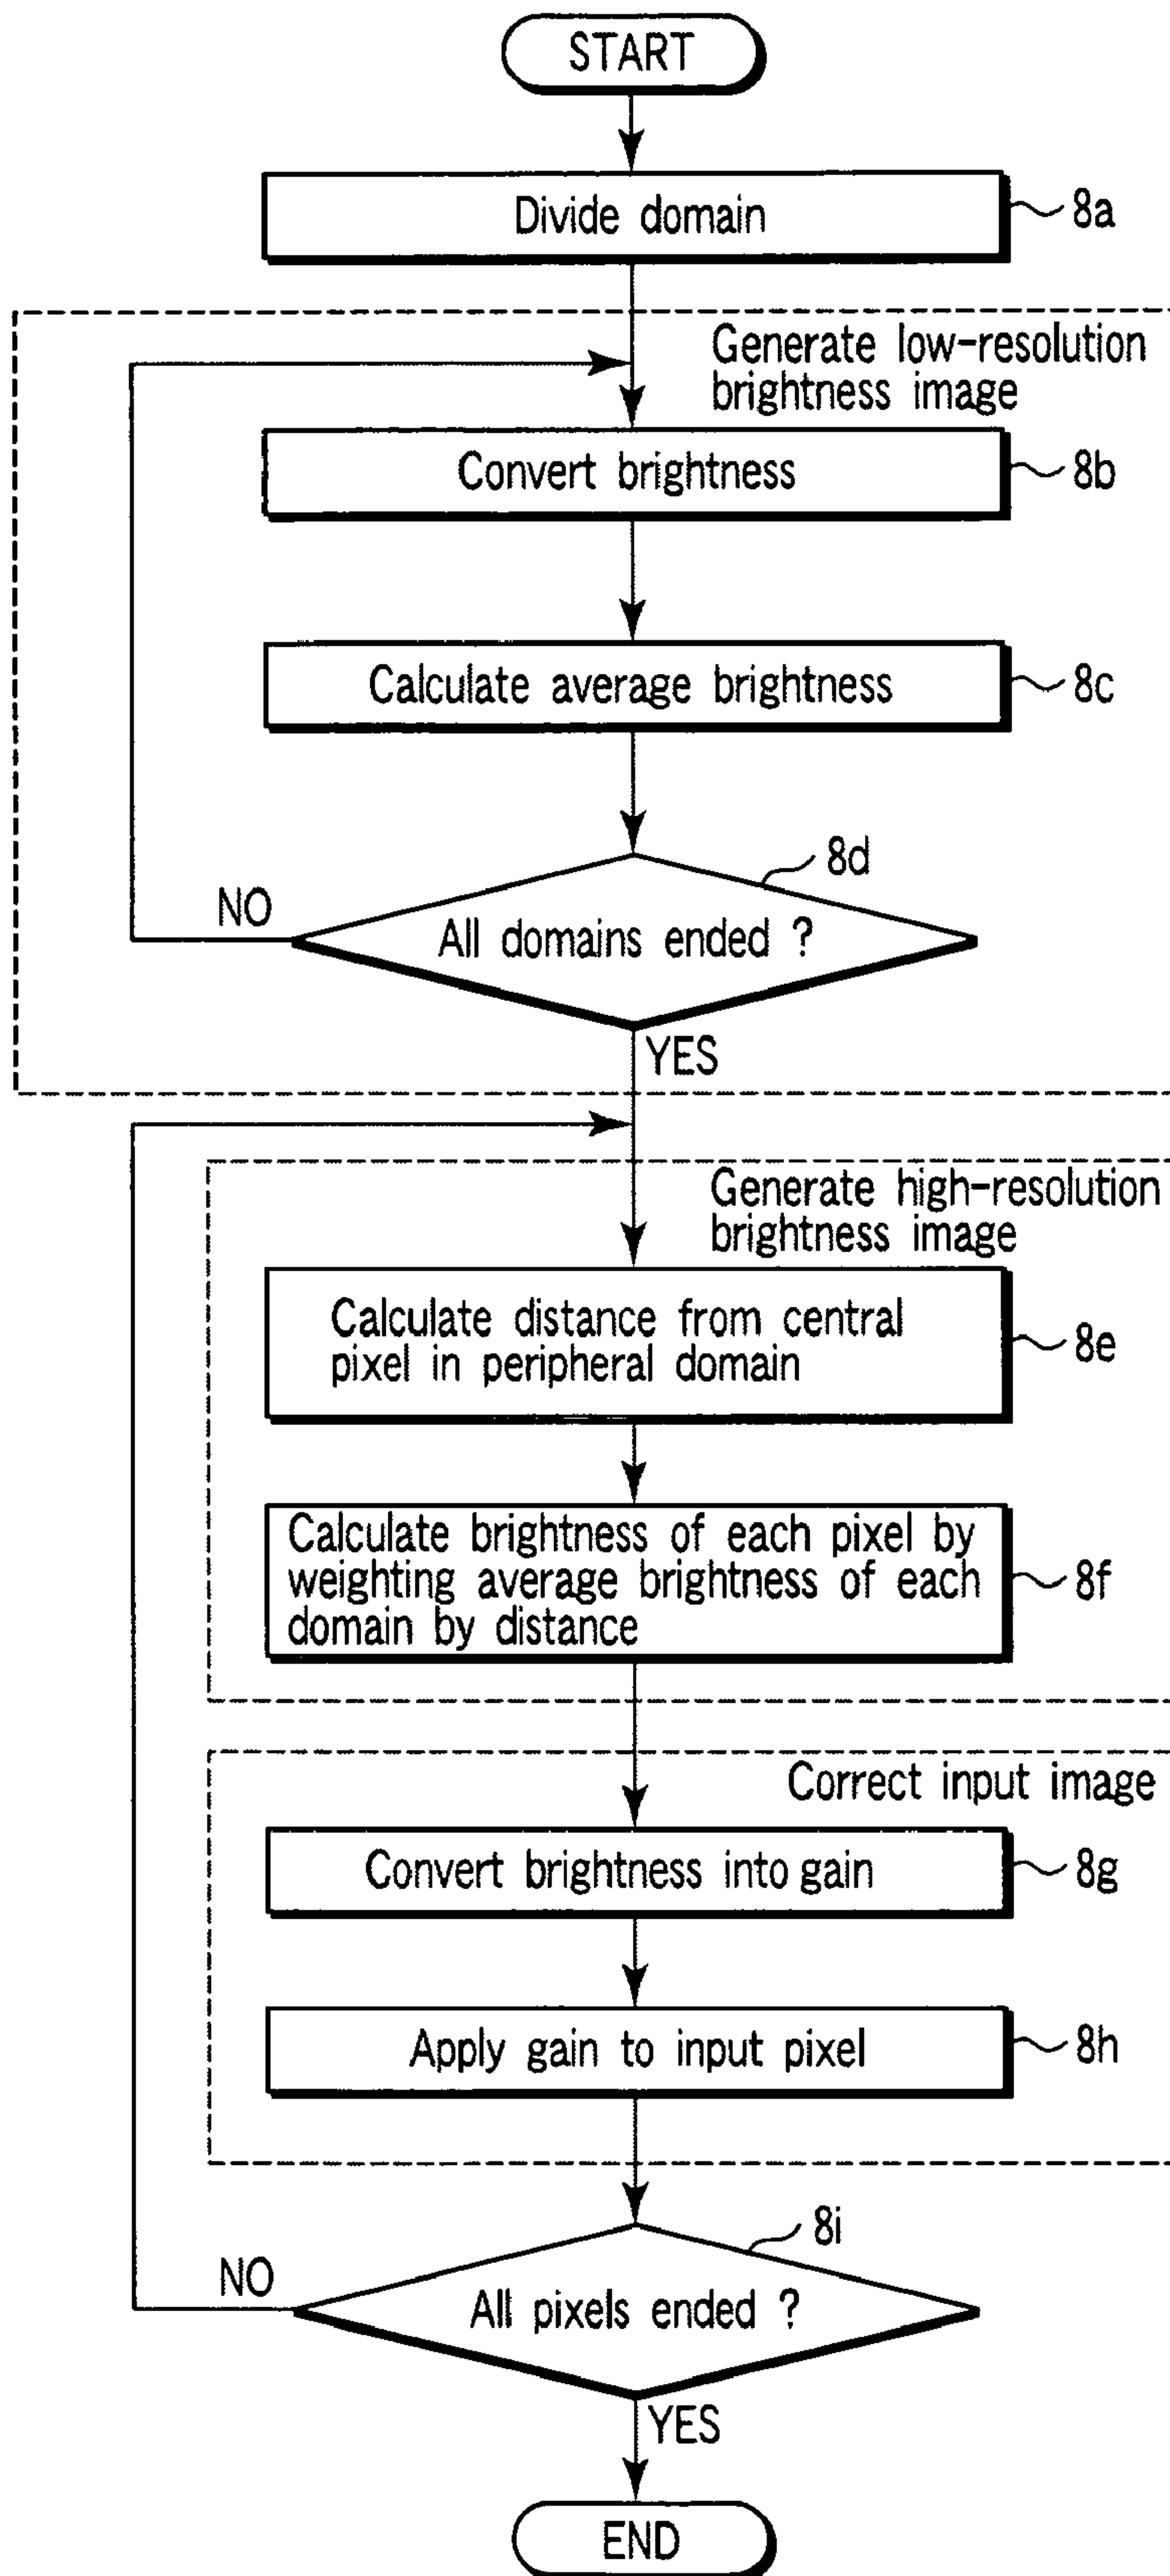 START
Divide domain
8a
Generate low-resolution
brightness image
Convert brightness
8b
Calculate average brightness
8c
8d
NO
All domains ended ?
YES
Generate high-resolution
brightness image
Calculate distance from central
pixel in peripheral domain
8e
Calculate brightness of each pixel by
weighting average brightness of each
domain by distance
8f
Correct input image
Convert brightness into gain
8g
Apply gain to input pixel
8h
8i
NO
All pixels ended ?
YES
END